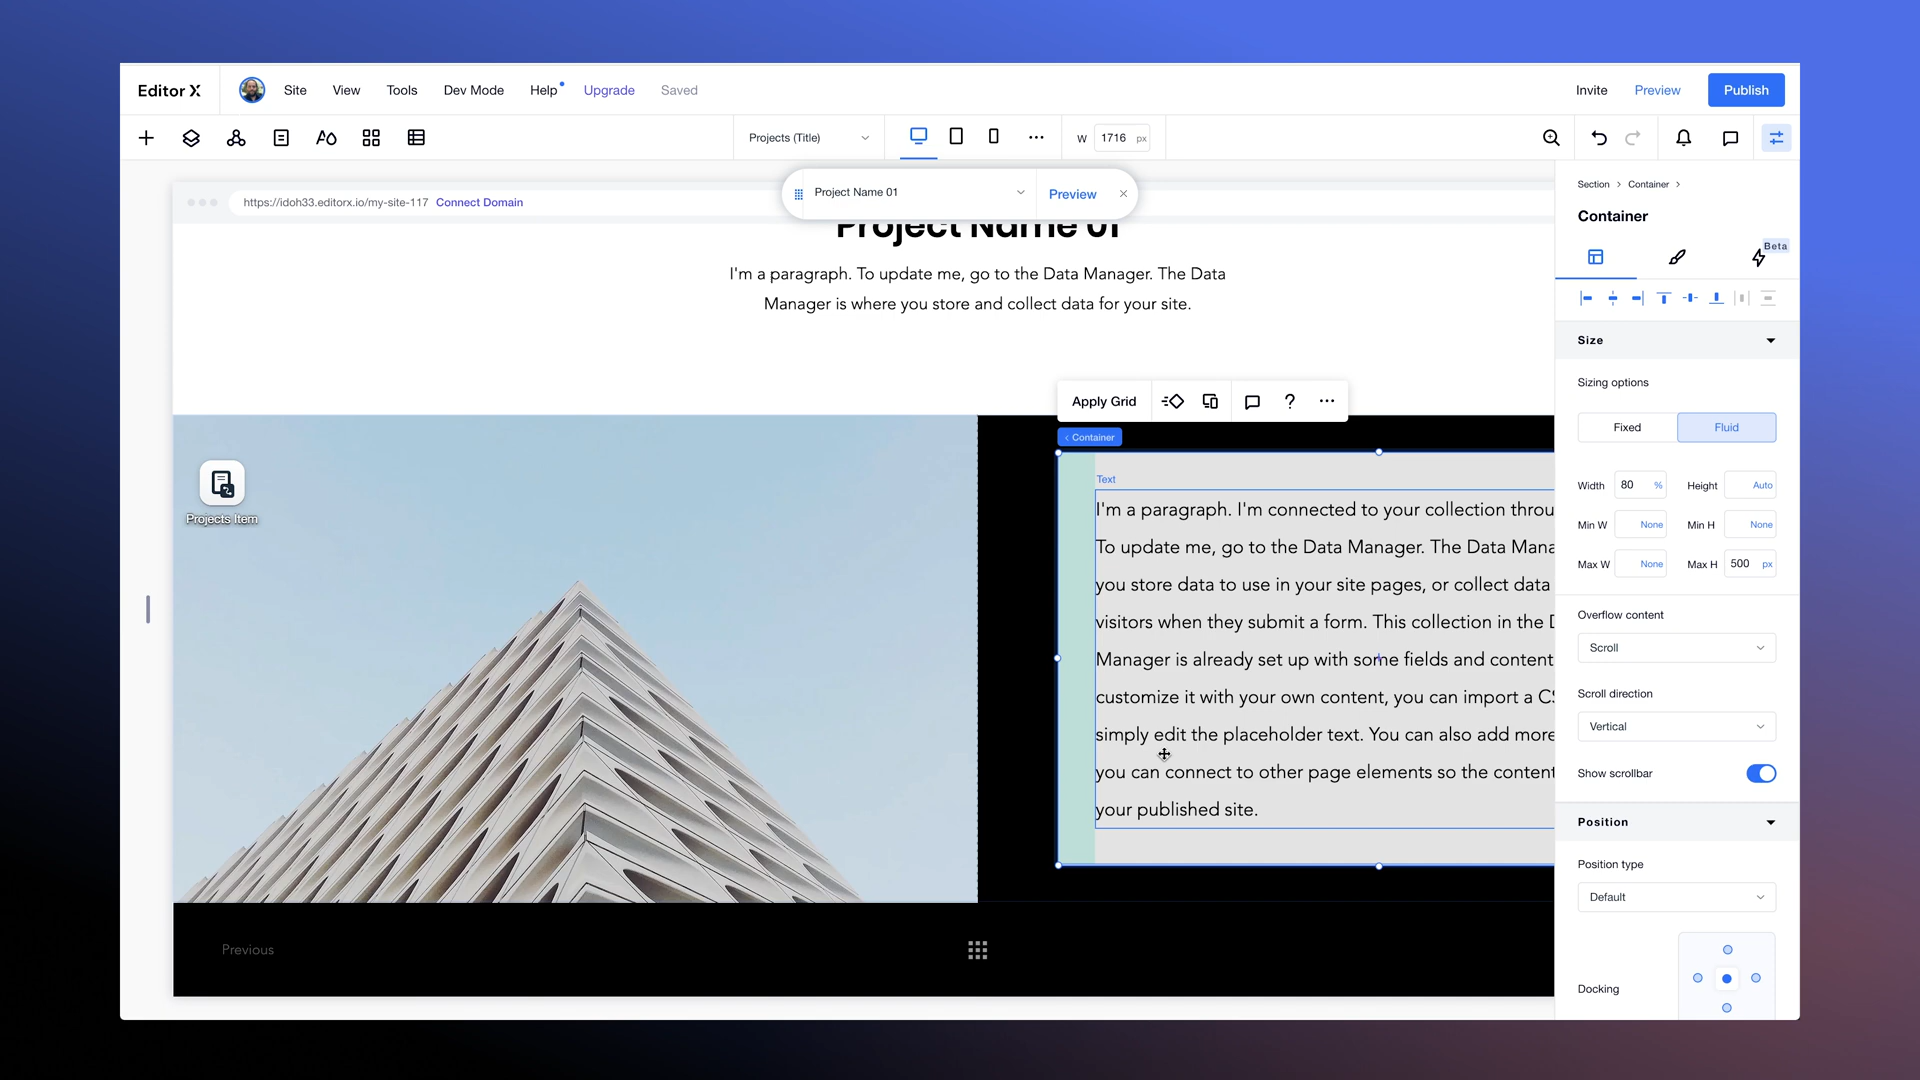 Editor X
Site
View
Tools
Dev Mode
Help
Upgrade
Saved
Invite
Preview
Publish
Projects (Title)
W 1716 px
https://idoh33.editorx.io/my-site-117 Connect Domain
Project Name 01
Preview
Project Name 01
I'm a paragraph. To update me, go to the Data Manager. The Data
Manager is where you store and collect data for your site.
Apply Grid
?
< Container
Projects Item
Text
I'm a paragraph. I'm connected to your collection throu
To update me, go to the Data Manager. The Data Mana
you store data to use in your site pages, or collect data
visitors when they submit a form. This collection in the D
Manager is already set up with some fields and content
customize it with your own content, you can import a CS
simply edit the placeholder text. You can also add more
you can connect to other page elements so the content
your published site.
Previous
Section > Container >
Container
Beta
Size
Sizing options
Fixed
Fluid
Width 80 % Height Auto
Min W None Min H None
Max W None Max H 500 px
Overflow content
Scroll
Scroll direction
Vertical
Show scrollbar
Position
Position type
Default
Docking